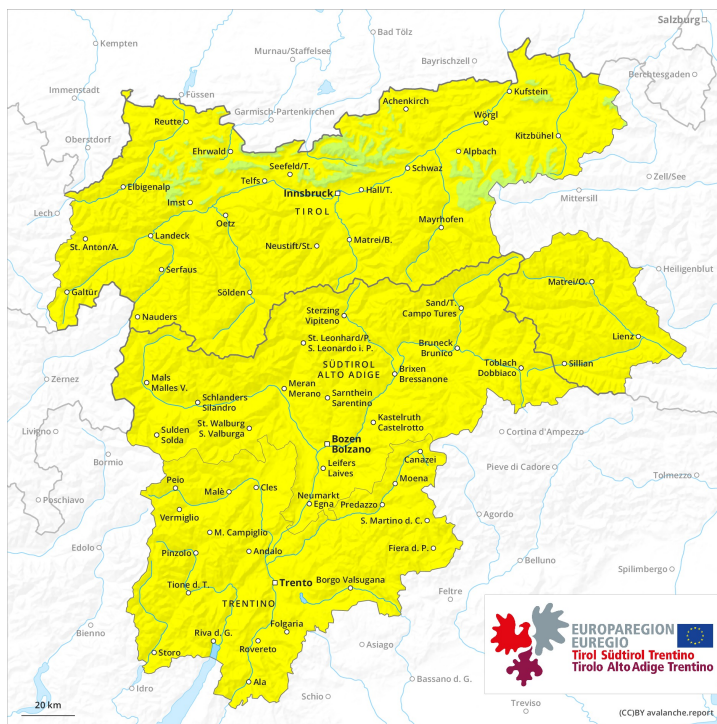 Salzburg
Kempten
Bad Tölz
Murnau/Staffelsee
Bayrischzell
Berchtesgaden
Immenstadt
Füssen
Garmisch-Partenkirchen
Achenkirch
Kufstein
Reutte
Wörgl
Oberstdorf
Ehrwald
Kitzbühel
Seefeld/T.
Alpbach
Telfs
Schwaz
Zell/See
Elbigenalp
Innsbruck
Hall/T.
Mittersill
Imst
TIROL
Lech
Oetz
Mayrhofen
St. Anton/A.
Landeck
Neustift/St.
Matrei/B.
Serfaus
Heiligenblut
Galtür
Sölden
Matrei/O.
Nauders
Sterzing
Vipiteno
Sand/T.
Campo Tures
Lienz
St. Leonhard/P.
S. Leonardo i. P.
Bruneck
Brunico
Toblach
Dobbiaco
Sillian
SÜDTIROL
ALTO ADIGE
Brixen
Bressanone
Zernez
Mals
Malles V.
Meran
Merano
Schlanders
Silandro
Sarnthein
Sarentino
Kastelruth
Castelrotto
St. Walburg
S. Valburga
Livigno
Sulden
Solda
Cortina d'Ampezzo
Bozen
Bolzano
Bormio
Canazei
Pieve di Cadore
Leifers
Laives
Tolmezzo
Peio
Malè
Cles
Moena
Poschiavo
Neumarkt
Egna
Predazzo
Vermiglio
Agordo
M. Campiglio
S. Martino d. C.
Edolo
Pinzolo
Andalo
Fiera d. P.
Belluno
Spilimbergo
Tione d. T.
Trento
Borgo Valsugana
Feltre
TRENTINO
Folgaria
Bienno
Riva d. G.
Rovereto
Asiago
Storo
Idro
Ala
Schio
Bassano d. G.
Treviso
EUROPAREGION
EUREGIO
Tirol Südtirol Trentino
Tirolo Alto Adige Trentino
20 km
(CC)BY avalanche.report